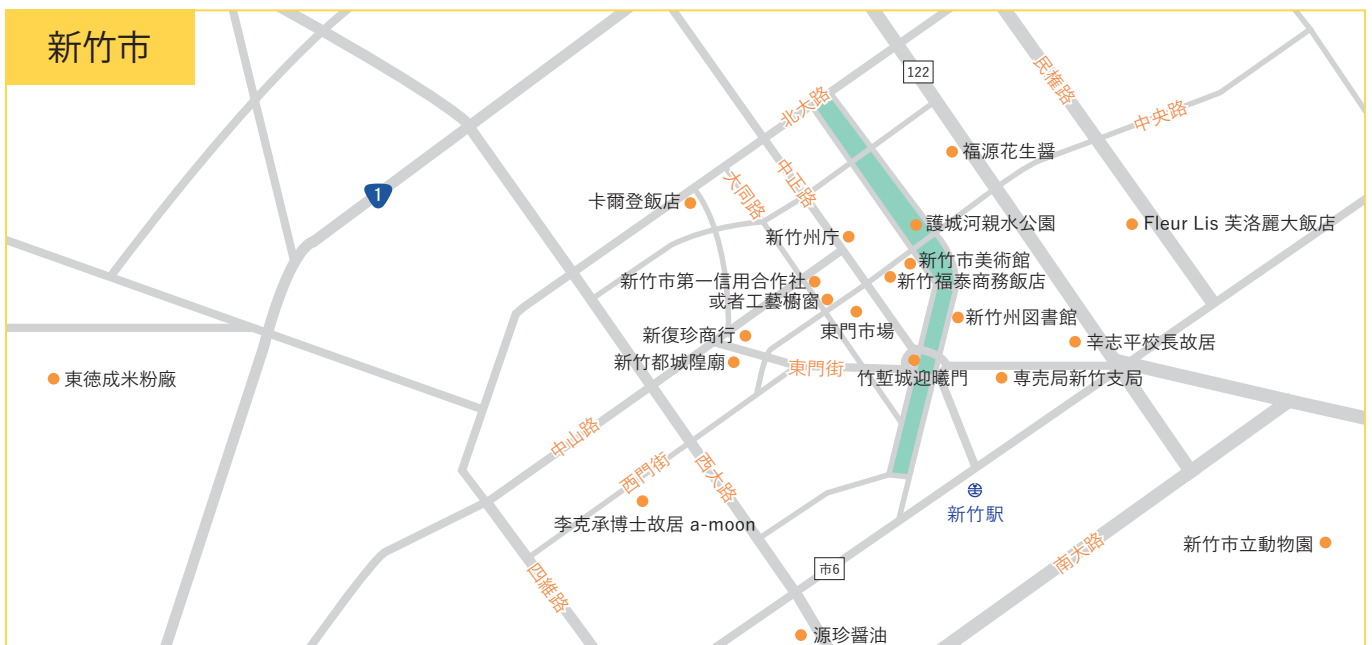 新竹市
122
民権路
北大路
中央路
福源花生醤
中正路
大同路
1
卡爾登飯店
護城河親水公園
Fleur Lis 芙洛麗大飯店
新竹州庁
新竹市美術館
新竹市第一信用合作社
新竹福泰商務飯店
或者工藝櫥窗
新竹州図書館
東門市場
新復珍商行
辛志平校長故居
新竹都城隍廟
東門街
竹塹城迎曦門
専売局新竹支局
東徳成米粉廠
中山路
西門街
西大路
李克承博士故居 a-moon
新竹駅
新竹市立動物園
南大路
市6
四維路
源珍醤油